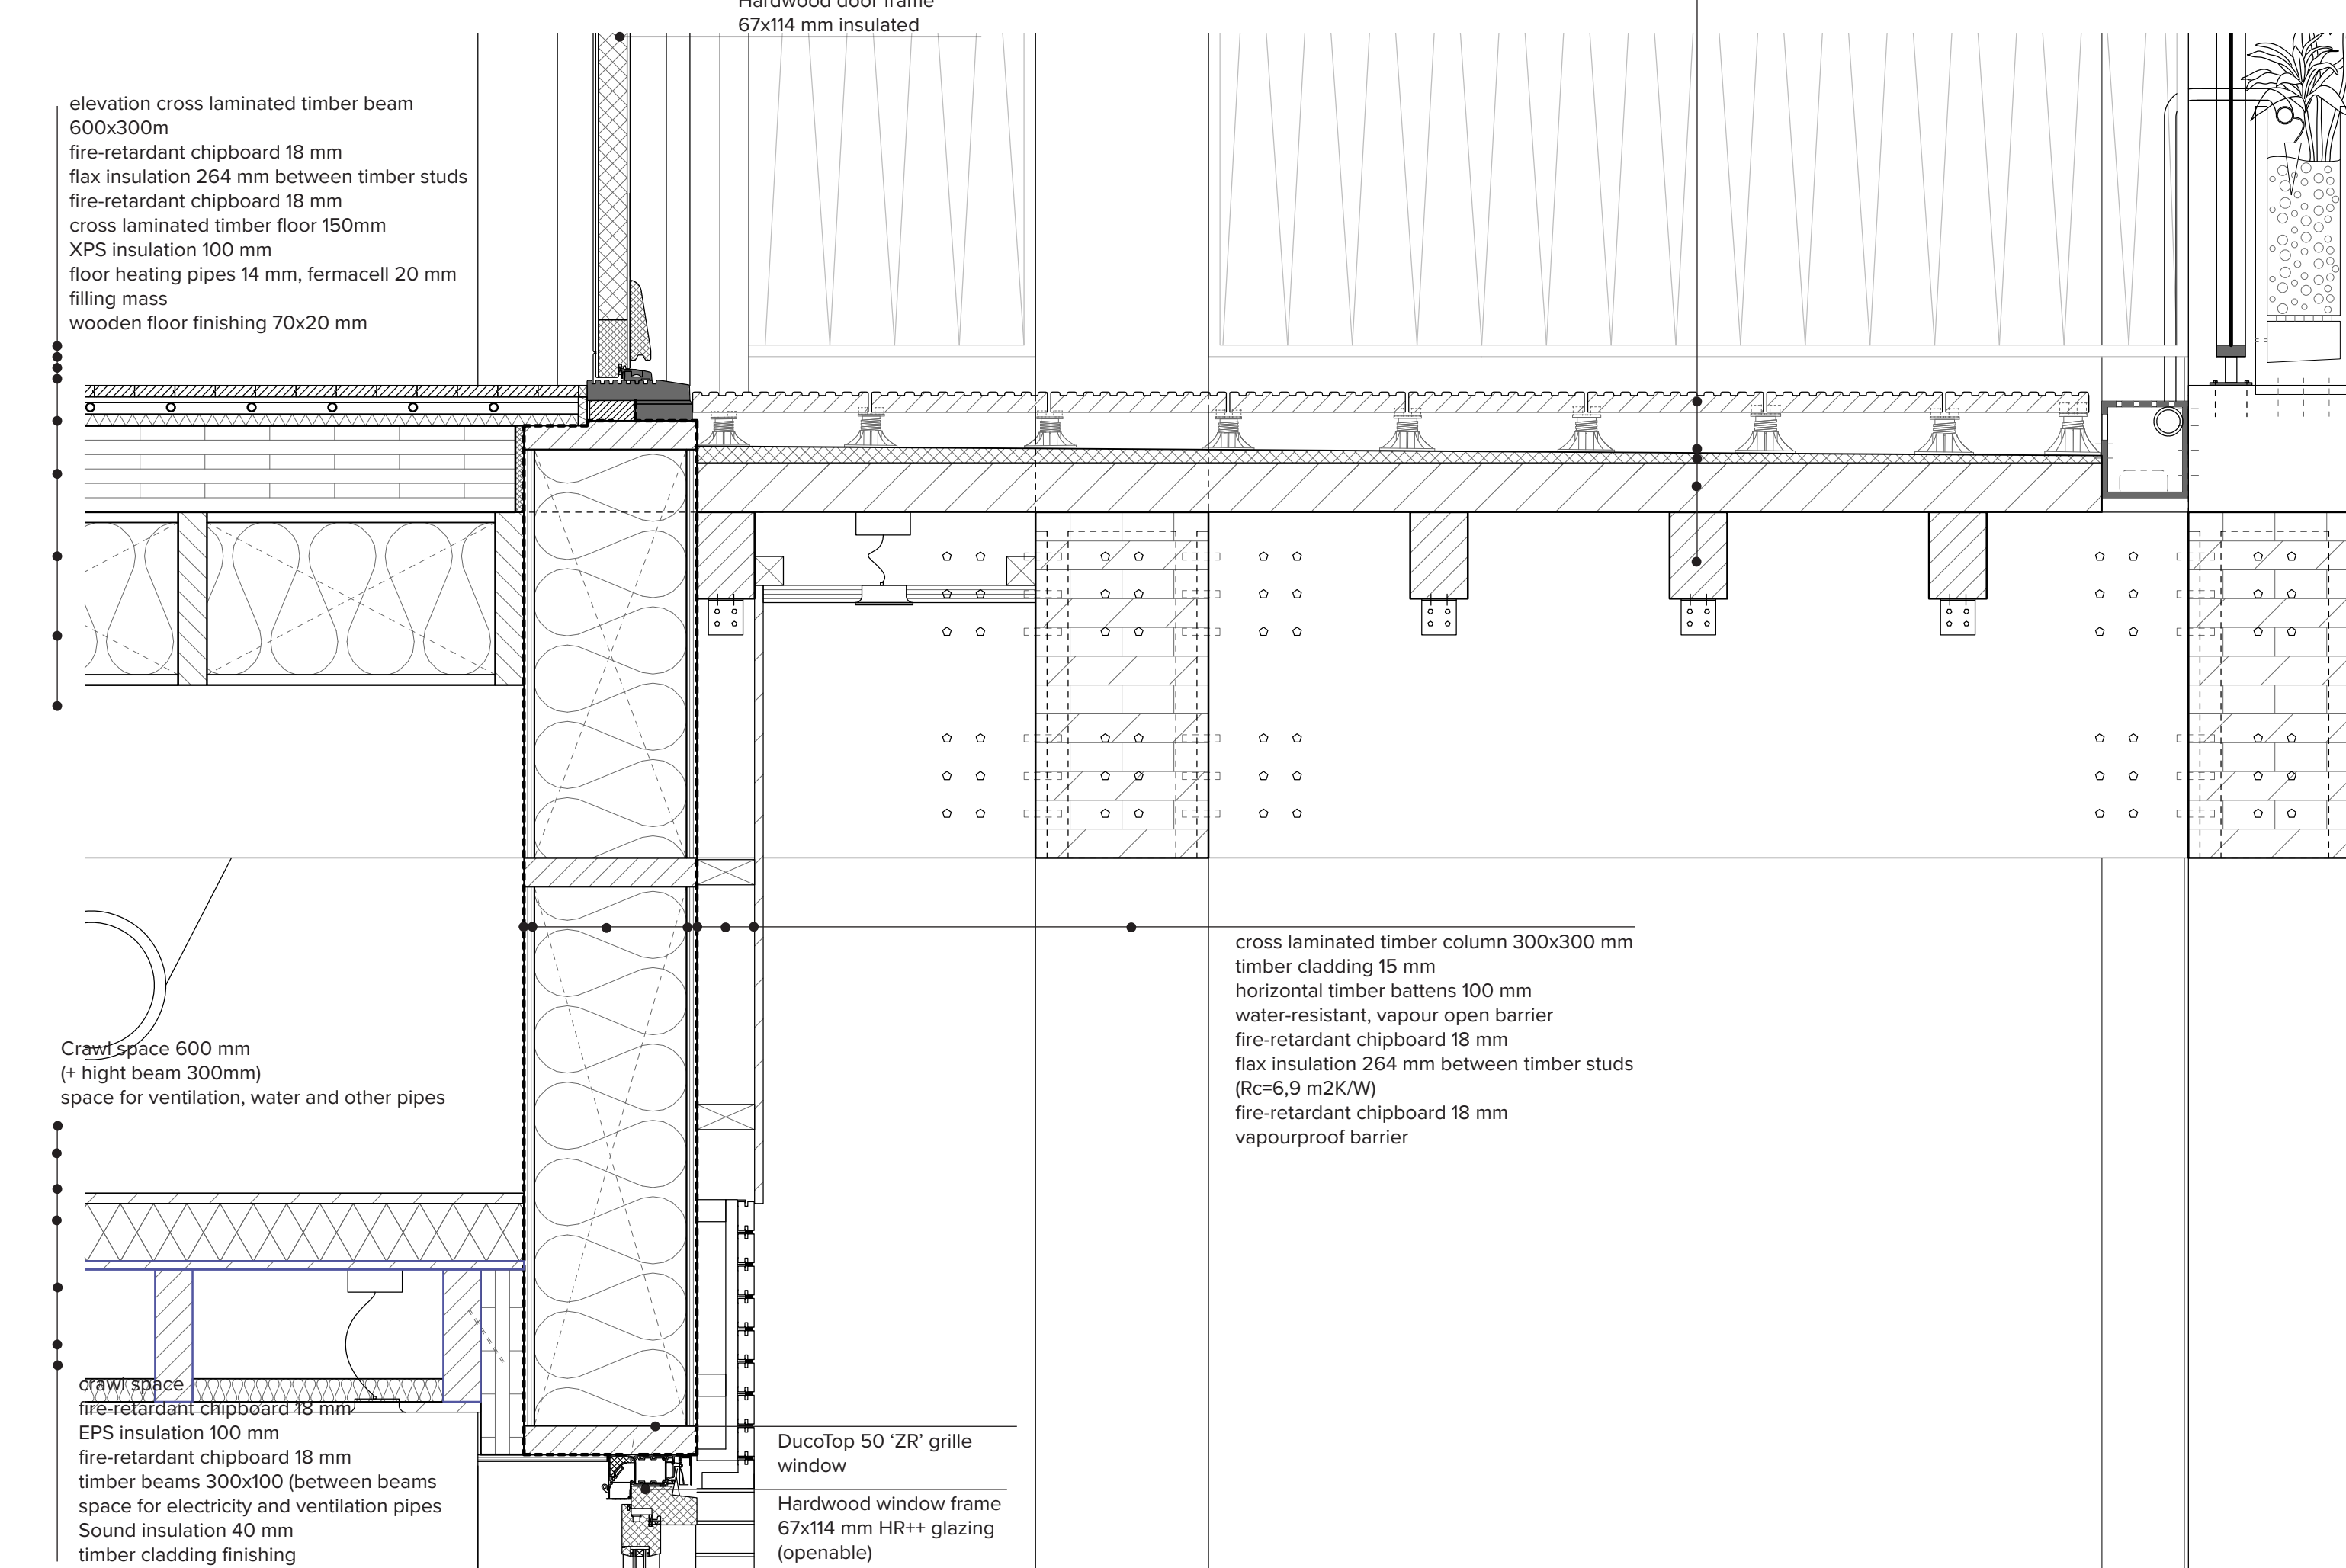 Hardwood door frame
67x114 mm insulated
elevation cross laminated timber beam
600x300m
fire-retardant chipboard 18 mm
flax insulation 264 mm between timber studs
fire-retardant chipboard 18 mm
cross laminated timber floor 150mm
XPS insulation 100 mm
floor heating pipes 14 mm, fermacell 20 mm
filling mass
wooden floor finishing 70x20 mm
cross laminated timber column 300x300 mm
timber cladding 15 mm
horizontal timber battens 100 mm
water-resistant, vapour open barrier
fire-retardant chipboard 18 mm
flax insulation 264 mm between timber studs
(Rc=6,9 m2K/W)
fire-retardant chipboard 18 mm
vapourproof barrier
Crawl space 600 mm
(+ hight beam 300mm)
space for ventilation, water and other pipes
crawl space
fire-retardant chipboard 18 mm
EPS insulation 100 mm
fire-retardant chipboard 18 mm
timber beams 300x100 (between beams
space for electricity and ventilation pipes
Sound insulation 40 mm
timber cladding finishing
DucoTop 50 ‘ZR’ grille
window
Hardwood window frame
67x114 mm HR++ glazing
(openable)